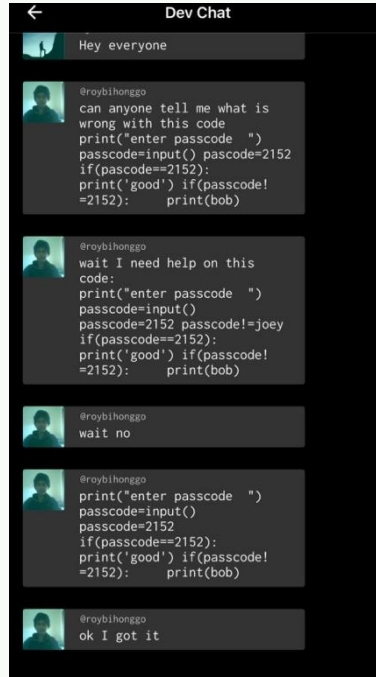 Dev Chat
Hey everyone
@roybihonggo
can anyone tell me what is
wrong with this code
print("enter passcode  ")
passcode=input() pascode=2152
if(pascode==2152):
print('good') if(passcode!
=2152):     print(bob)
@roybihonggo
wait I need help on this
code:
print("enter passcode  ")
passcode=input()
passcode=2152 passcode!=joey
if(passcode==2152):
print('good') if(passcode!
=2152):     print(bob)
@roybihonggo
wait no
@roybihonggo
print("enter passcode  ")
passcode=input()
passcode=2152
if(passcode==2152):
print('good') if(passcode!
=2152):     print(bob)
@roybihonggo
ok I got it